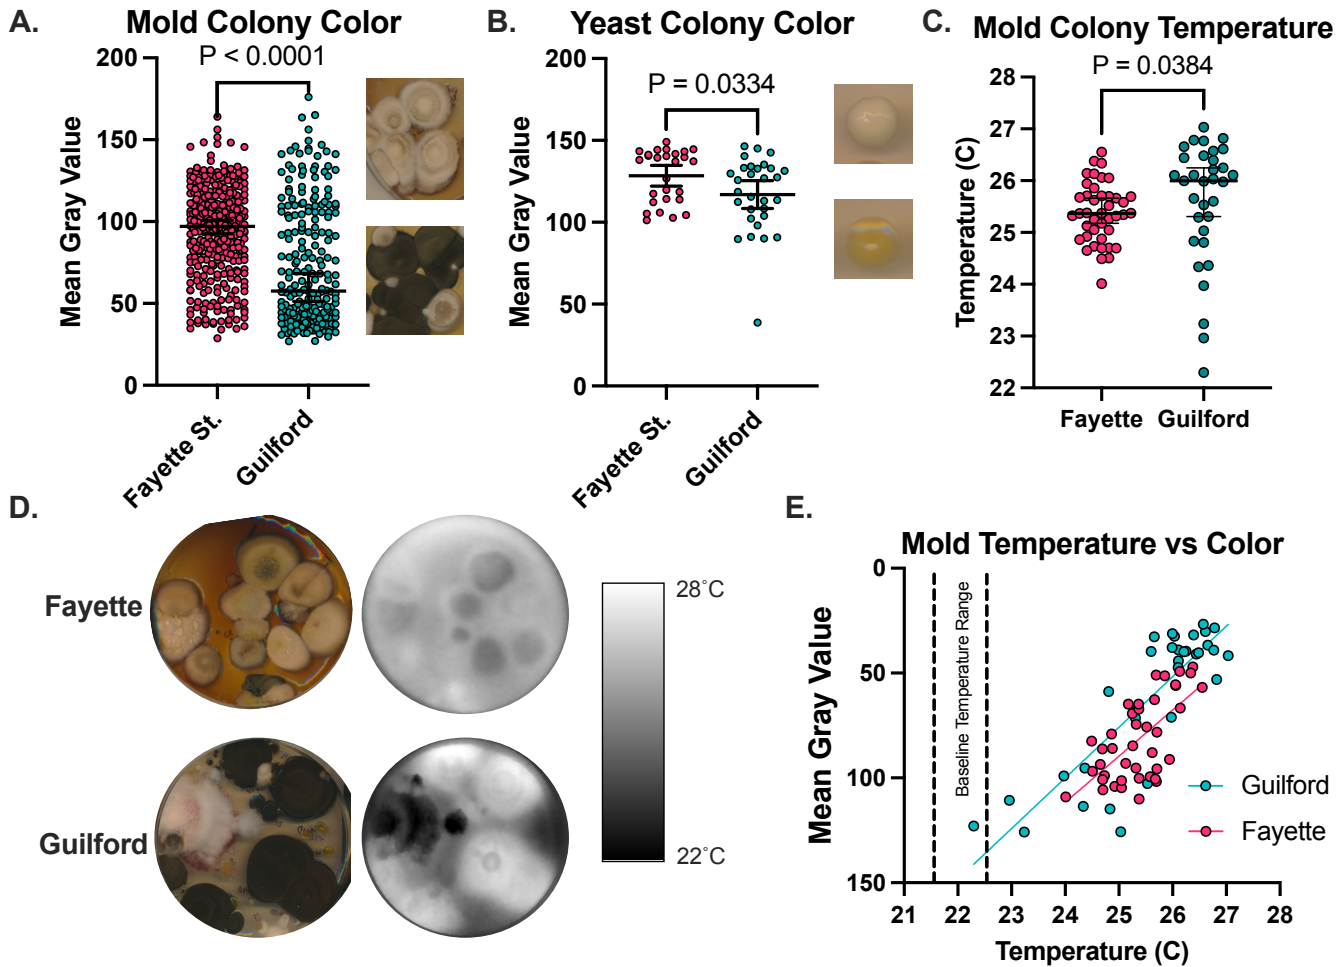 A.
Mold Colony Color
P < 0.0001
Mean Gray Value
200
150
100
50
0
Fayette St.
Guilford
B.
Yeast Colony Color
P = 0.0334
Mean Gray Value
200
150
100
50
0
Fayette St.
Guilford
C.
Mold Colony Temperature
P = 0.0384
Temperature (C)
28
27
26
25
24
23
22
Fayette
Guilford
D.
Fayette
Guilford
28°C
22°C
E.
Mold Temperature vs Color
Mean Gray Value
0
50
100
150
Baseline Temperature Range
Guilford
Fayette
21 22 23 24 25 26 27 28
Temperature (C)